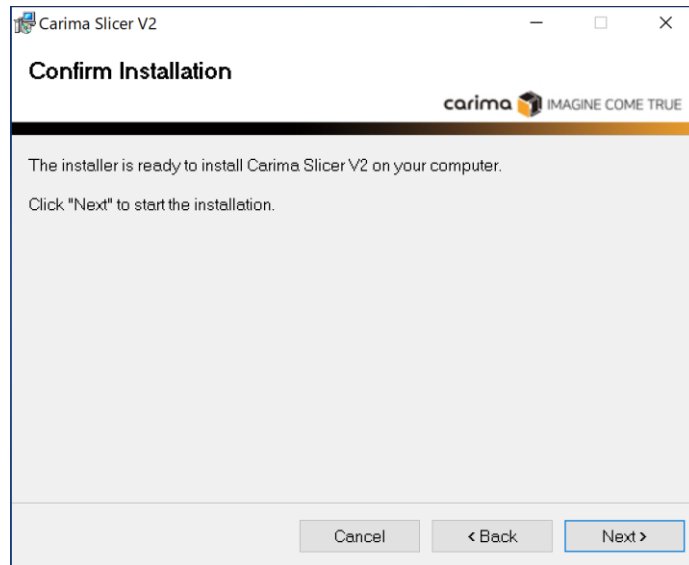 Carima Slicer V2
Confirm Installation
carima IMAGINE COME TRUE
The installer is ready to install Carima Slicer V2 on your computer.
Click "Next" to start the installation.
Cancel
< Back
Next >